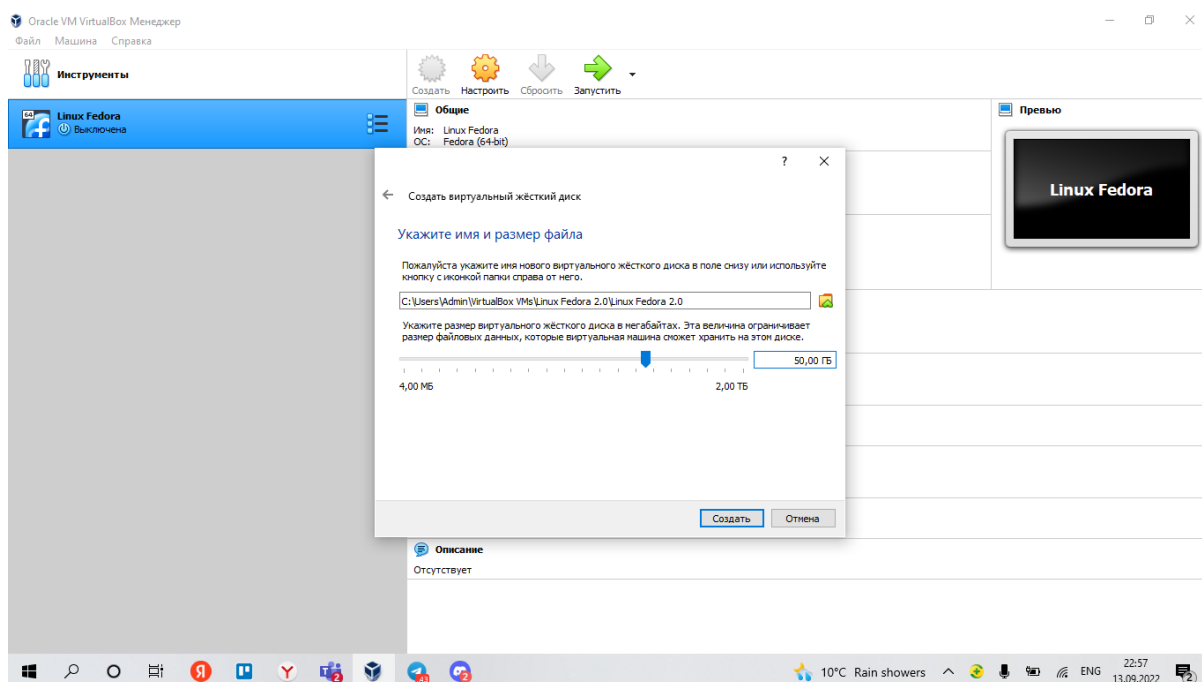 Oracle VM VirtualBox Менеджер
Файл Машина Справка
Инструменты
Создать Настроить Сбросить Запустить
64
Linux Fedora
Выключена
Общие
Имя: Linux Fedora
ОС: Fedora (64-bit)
Превью
Linux Fedora
?
Создать виртуальный жёсткий диск
Укажите имя и размер файла
Пожалуйста укажите имя нового виртуального жёсткого диска в поле снизу или используйте
кнопку с иконкой папки справа от него.
C:\Users\Admin\VirtualBox VMs\Linux Fedora 2.0\Linux Fedora 2.0
Укажите размер виртуального жёсткого диска в мегабайтах. Эта величина ограничивает
размер файловых данных, которые виртуальная машина сможет хранить на этом диске.
50,00 ГБ
4,00 МБ 2,00 ТБ
Создать Отмена
Описание
Отсутствует
Я Y 2 43 2 10°C Rain showers ENG 22:57
13.09.2022 2